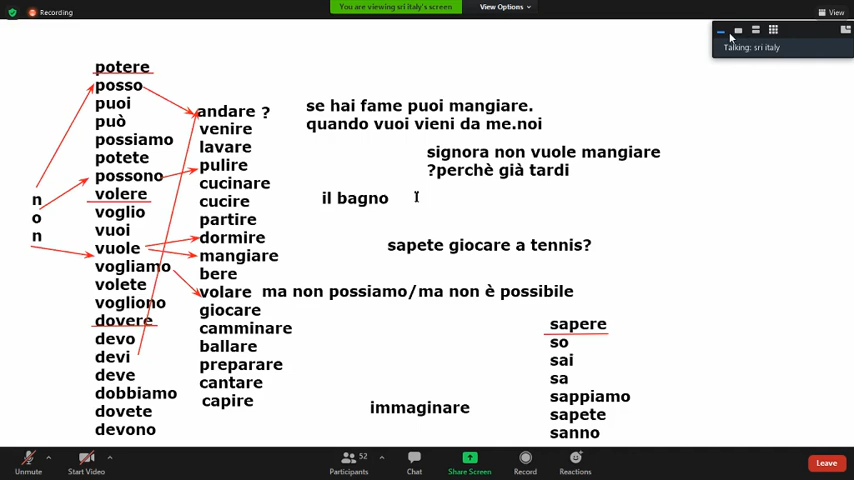 You are viewing sri italy's screen
View Options
Recording
View
Talking: sri italy
potere
posso
puoi
può
possiamo
potete
possono
volere
voglio
vuoi
vuole
vogliamo
volete
vogliono
dovere
devo
devi
deve
dobbiamo
dovete
devono
n
o
n
andare ?
venire
lavare
pulire
cucinare
cucire
partire
dormire
mangiare
bere
volare
giocare
camminare
ballare
preparare
cantare
capire
se hai fame puoi mangiare.
quando vuoi vieni da me.noi
signora non vuole mangiare
?perchè già tardi
il bagno
sapete giocare a tennis?
ma non possiamo/ma non è possibile
immaginare
sapere
so
sai
sa
sappiamo
sapete
sanno
Unmute
Start Video
52
Participants
Chat
Share Screen
Record
Reactions
Leave